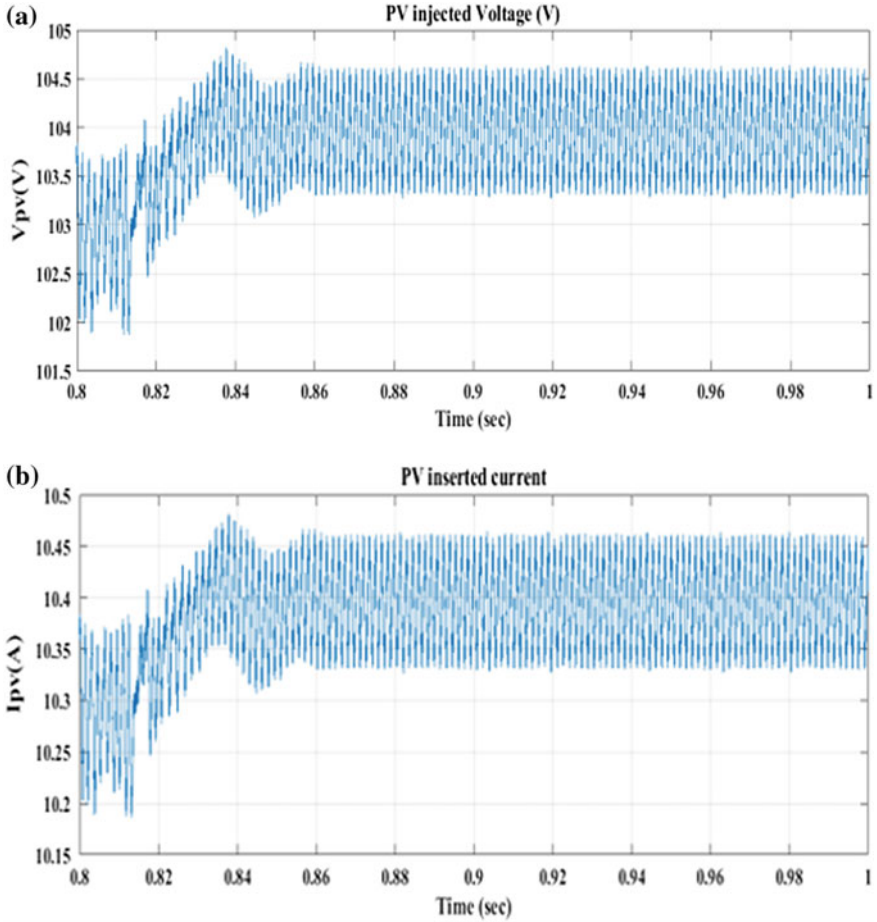 (a)
PV injected Voltage (V)
105
104.5
104
103.5
103
102.5
102
101.5
Vpv(V)
0.8 0.82 0.84 0.86 0.88 0.9 0.92 0.94 0.96 0.98 1
Time (sec)
(b)
PV inserted current
10.5
10.45
10.4
10.35
10.3
10.25
10.2
10.15
Ipv(A)
0.8 0.82 0.84 0.86 0.88 0.9 0.92 0.94 0.96 0.98 1
Time (sec)